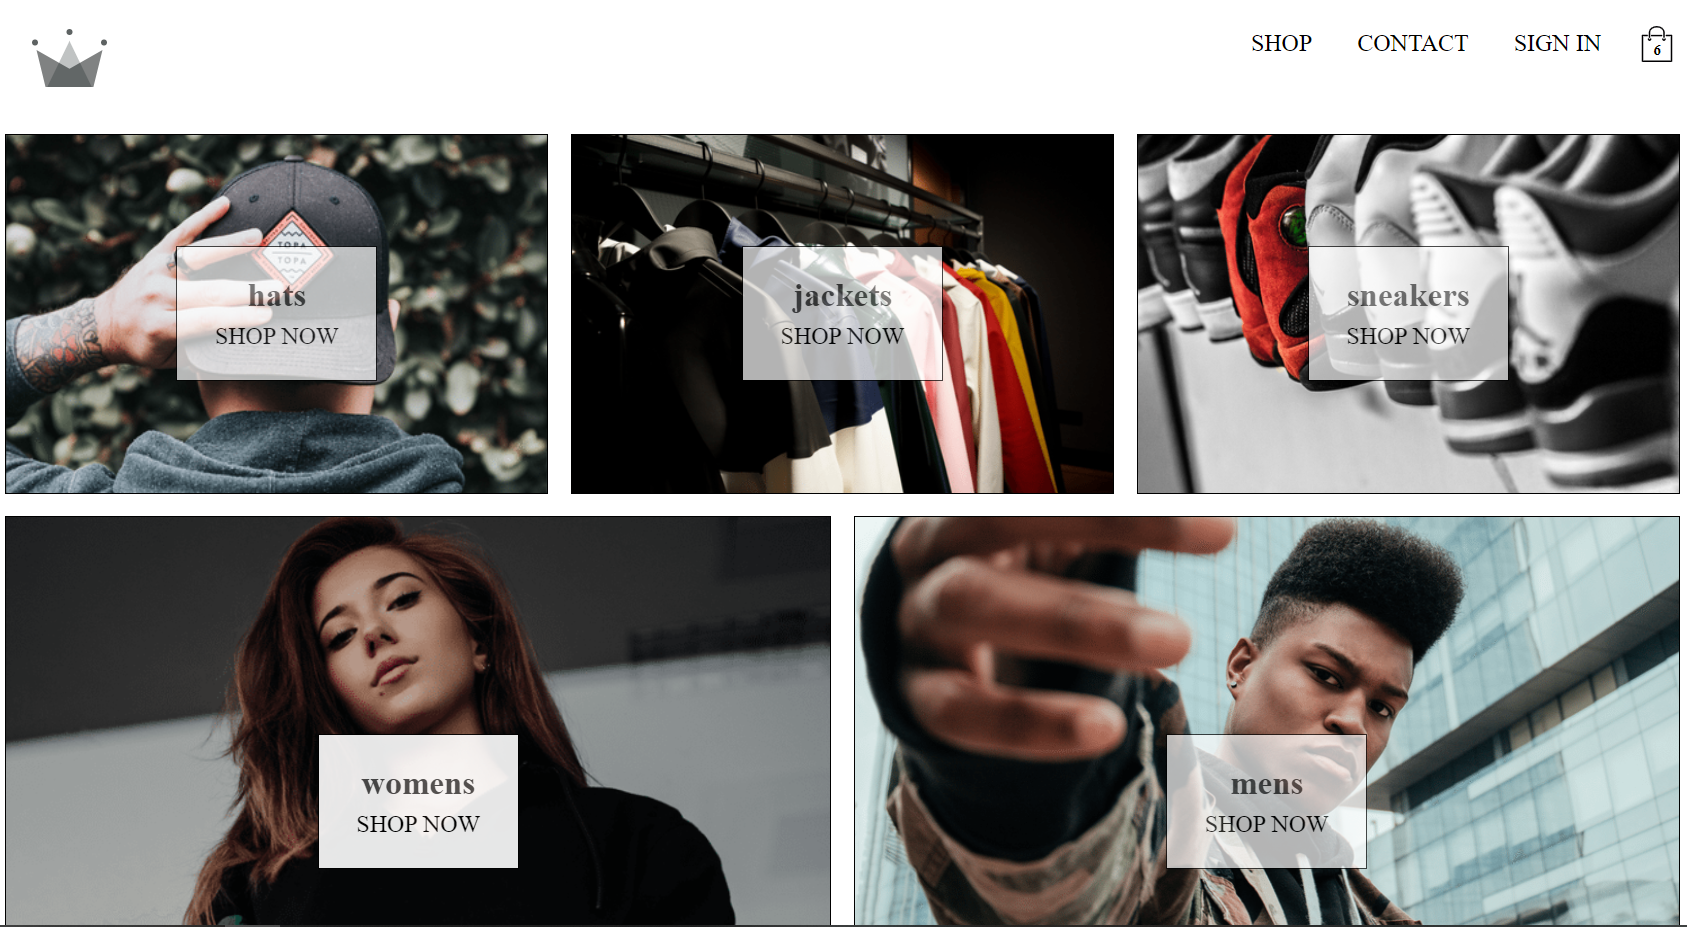 SHOP CONTACT SIGN IN 6
TOPA
TOPA
hats
SHOP NOW
jackets
SHOP NOW
sneakers
SHOP NOW
womens
SHOP NOW
mens
SHOP NOW